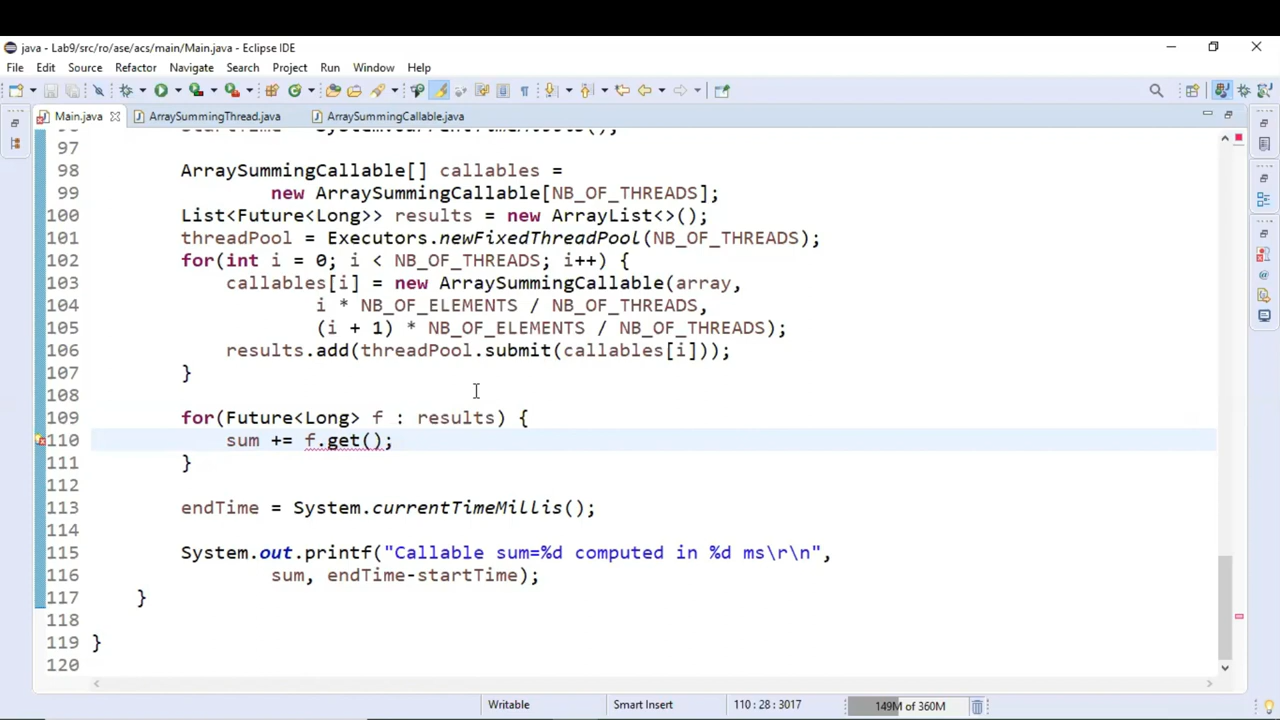 java - Lab9/src/ro/ase/acs/main/Main.java - Eclipse IDE
File Edit Source Refactor Navigate Search Project Run Window Help
Main.java ArraySummingThread.java ArraySummingCallable.java
97
98 ArraySummingCallable[] callables =
99 new ArraySummingCallable[NB_OF_THREADS];
100 List<Future<Long>> results = new ArrayList<>();
101 threadPool = Executors.newFixedThreadPool(NB_OF_THREADS);
102 for(int i = 0; i < NB_OF_THREADS; i++) {
103 callables[i] = new ArraySummingCallable(array,
104 i * NB_OF_ELEMENTS / NB_OF_THREADS,
105 (i + 1) * NB_OF_ELEMENTS / NB_OF_THREADS);
106 results.add(threadPool.submit(callables[i]));
107 }
108
109 for(Future<Long> f : results) {
110 sum += f.get();
111 }
112
113 endTime = System.currentTimeMillis();
114
115 System.out.printf("Callable sum=%d computed in %d ms\r\n",
116 sum, endTime-startTime);
117 }
118
119 }
120
Writable Smart Insert 110 : 28 : 3017 149M of 360M